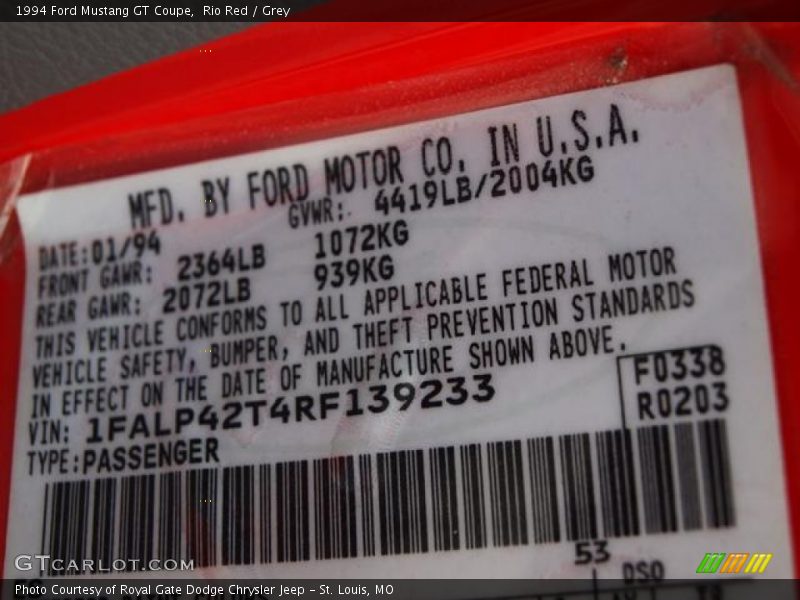 1994 Ford Mustang GT Coupe,  Rio Red / Grey
MFD. BY FORD MOTOR CO. IN U.S.A.
DATE:01/94 GVWR: 4419LB/2004KG
FRONT GAWR: 2364LB 1072KG
REAR GAWR: 2072LB 939KG
THIS VEHICLE CONFORMS TO ALL APPLICABLE FEDERAL MOTOR
VEHICLE SAFETY, BUMPER, AND THEFT PREVENTION STANDARDS
IN EFFECT ON THE DATE OF MANUFACTURE SHOWN ABOVE.
VIN: 1FALP42T4RF139233
F0338
R0203
TYPE:PASSENGER
53
DSO
GTCARLOT.COM
Photo Courtesy of Royal Gate Dodge Chrysler Jeep - St. Louis, MO